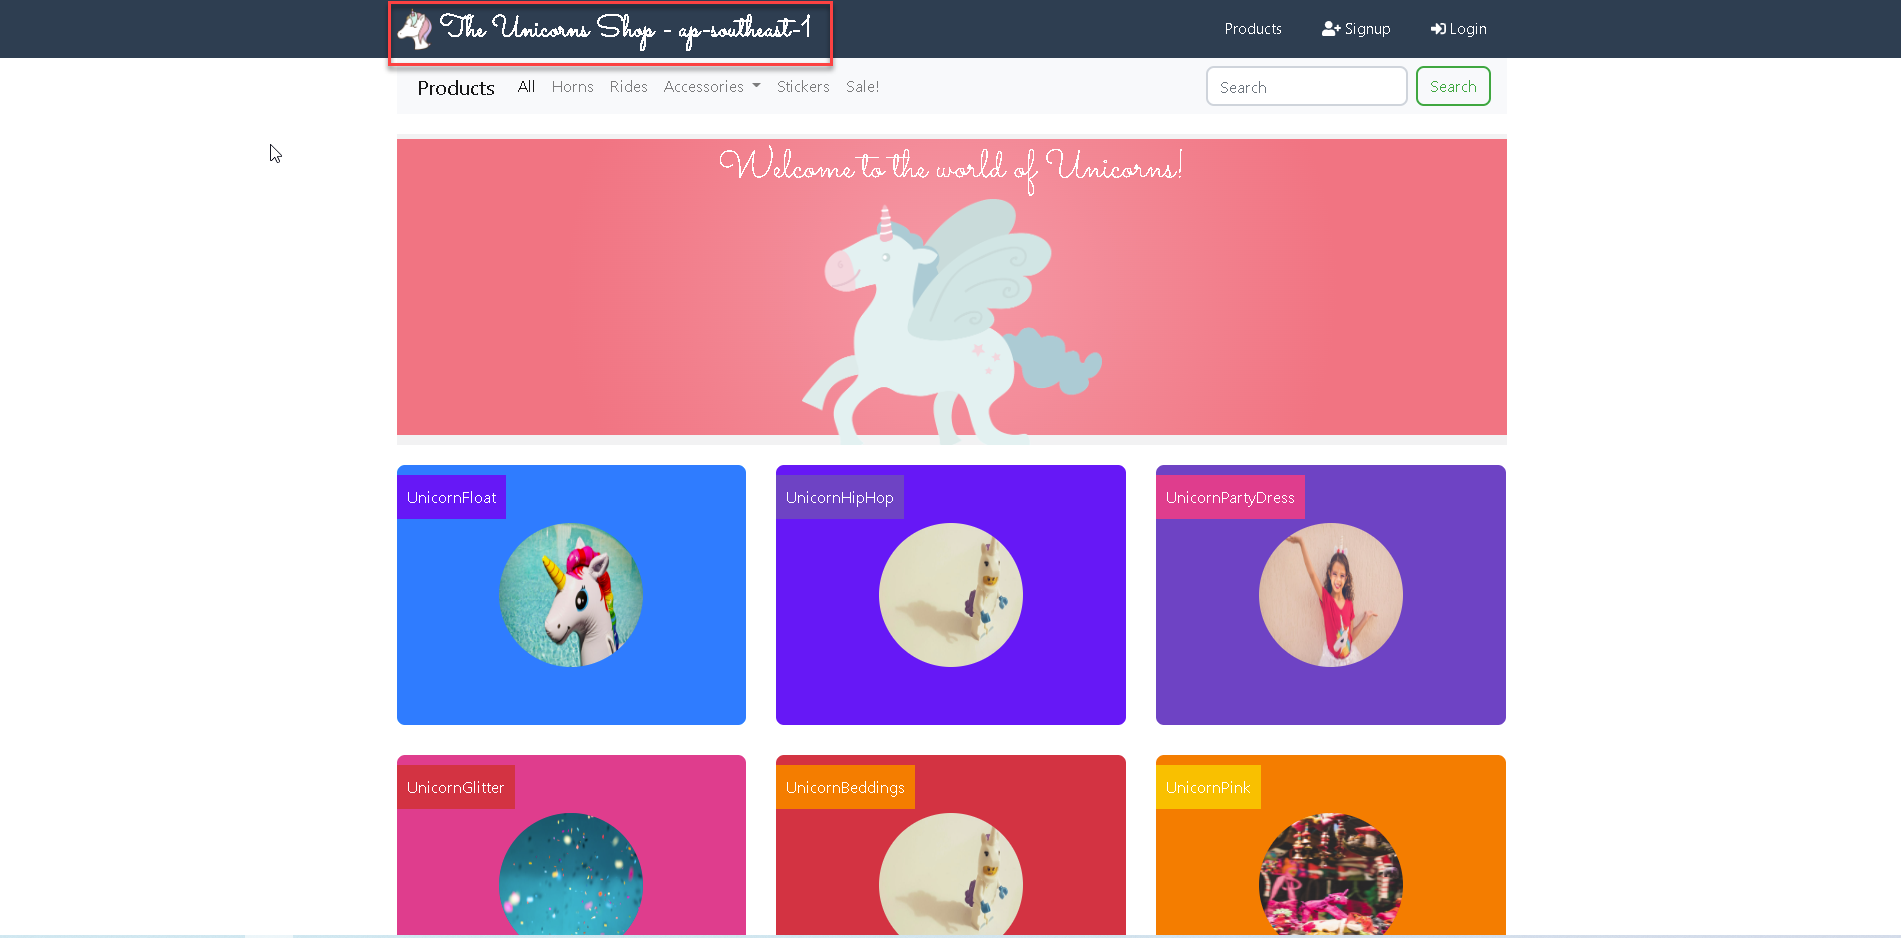 The Unicorns Shop - ap-southeast-1
Products Signup Login
Products All Horns Rides Accessories Stickers Sale!
Search Search
Welcome to the world of Unicorns!
UnicornFloat
UnicornHipHop
UnicornPartyDress
UnicornGlitter
UnicornBeddings
UnicornPink